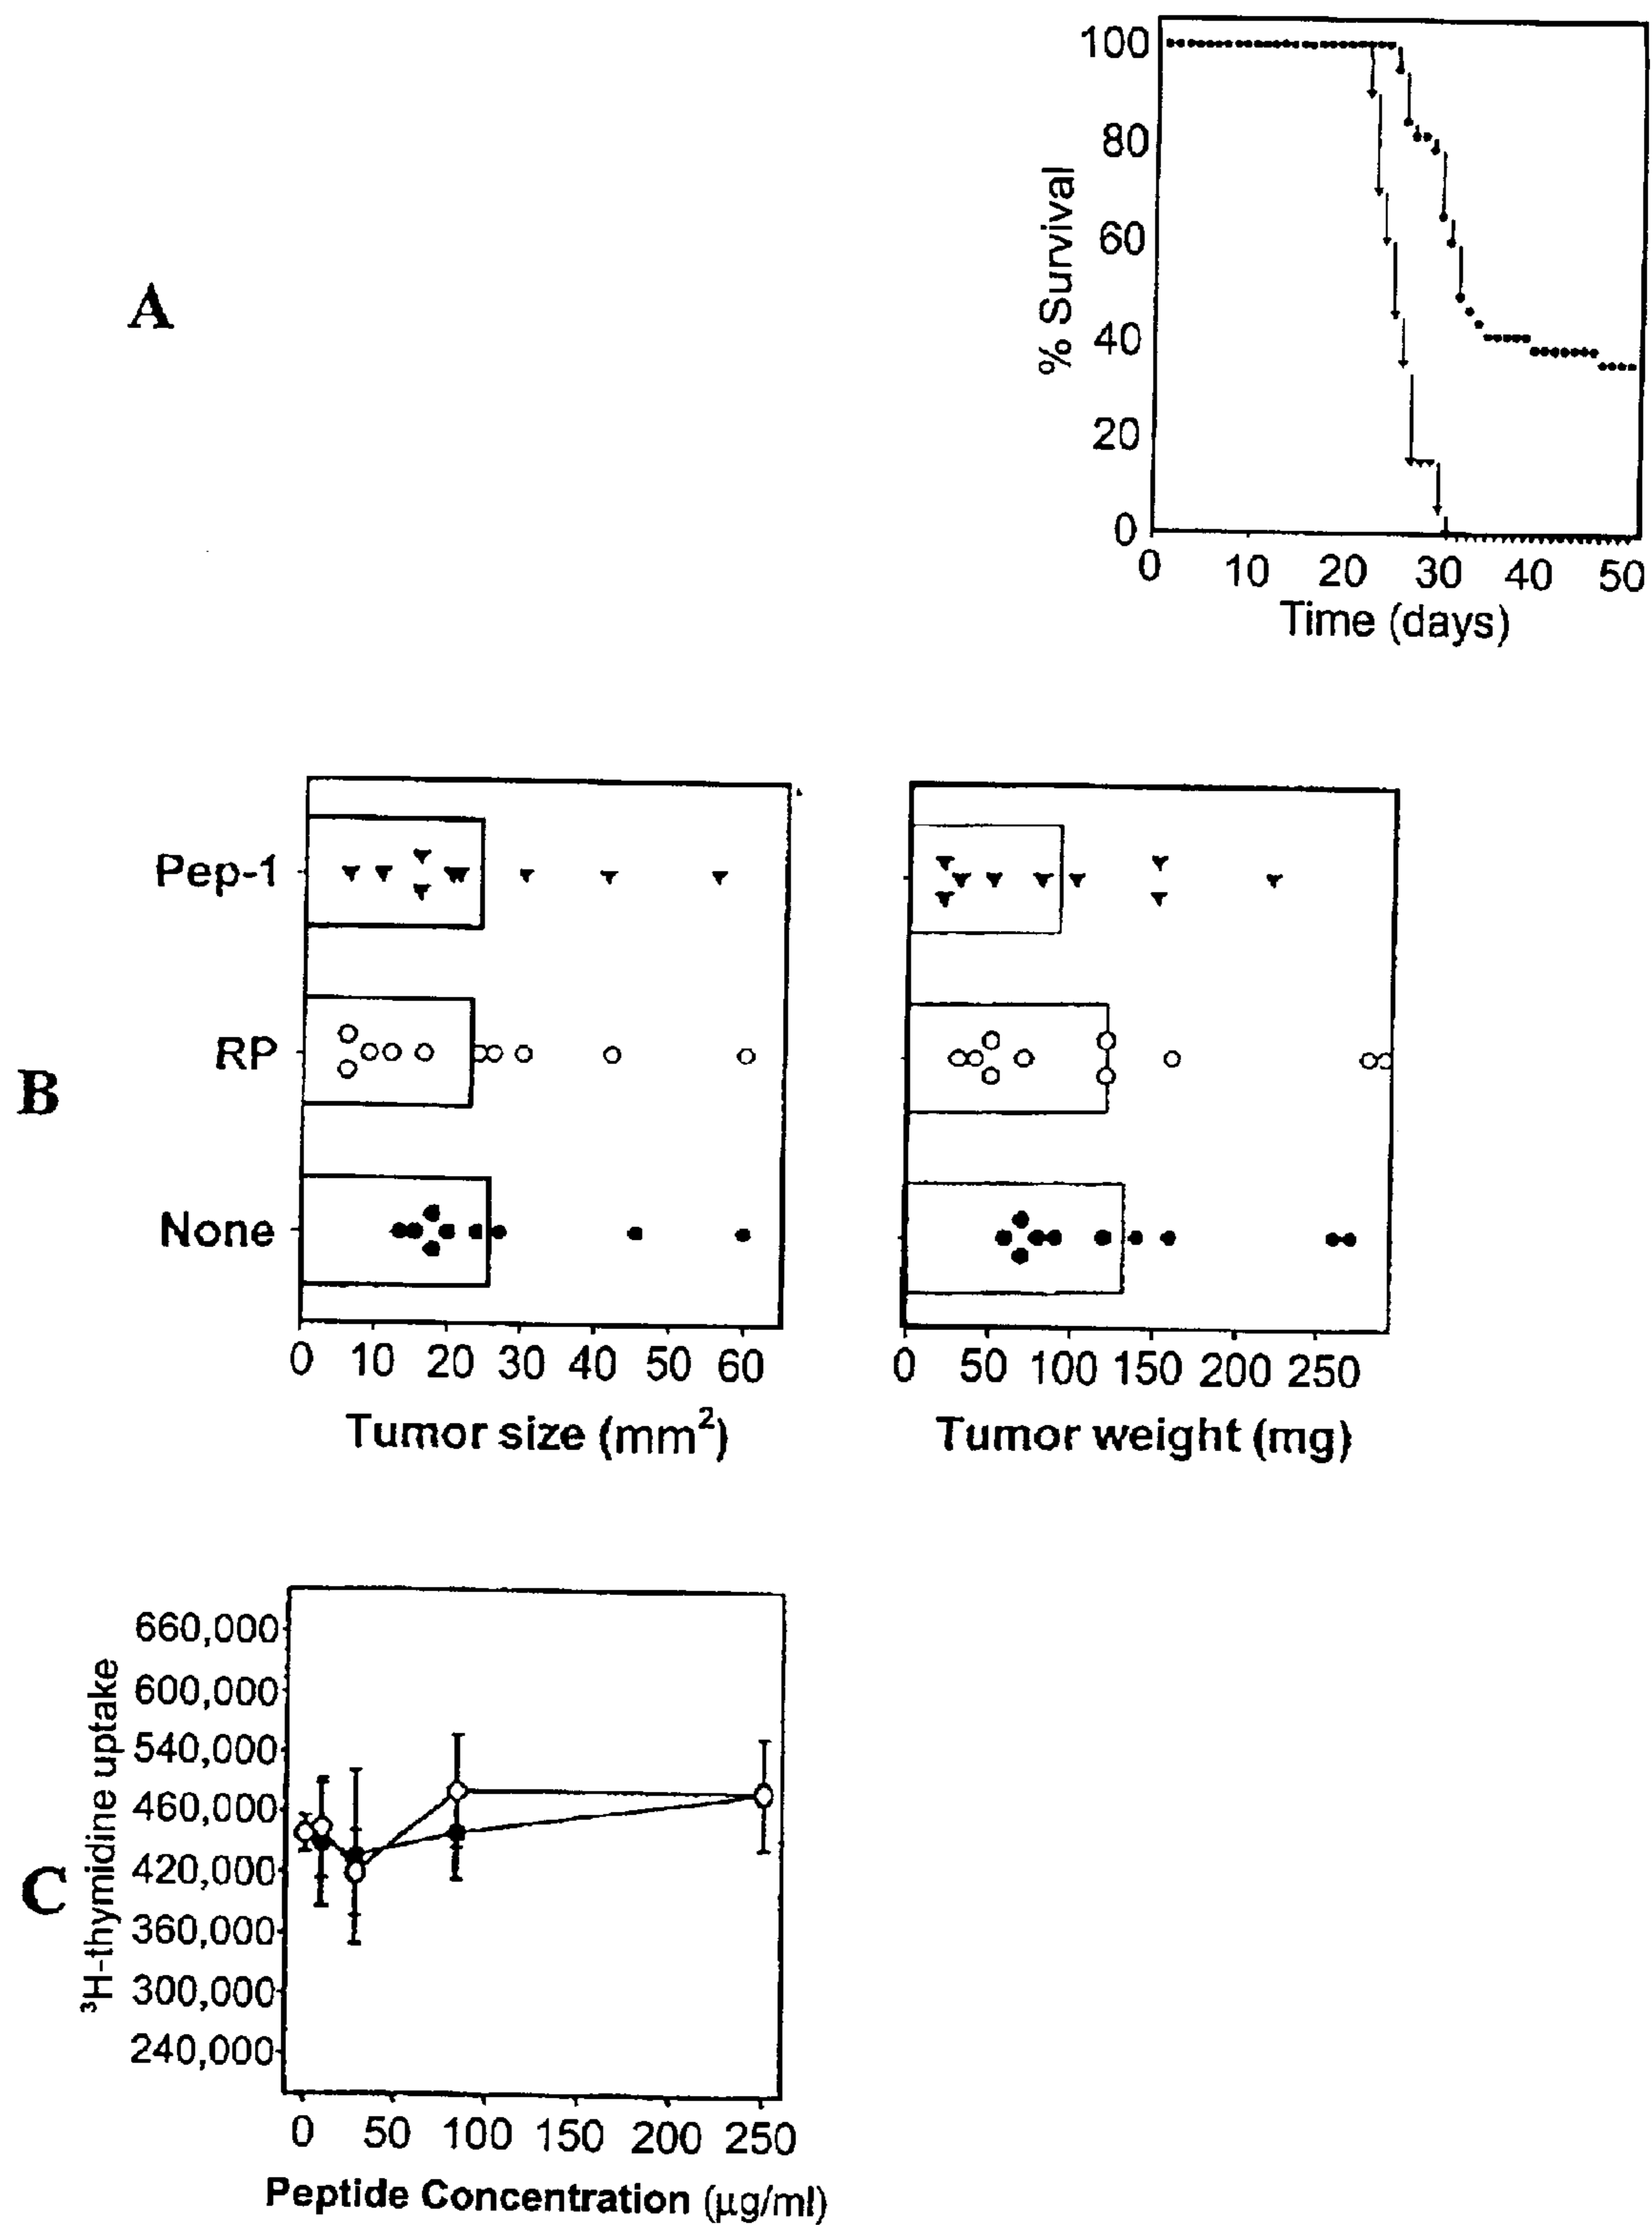 A
% Survival
100
80
60
40
20
0
0 10 20 30 40 50
Time (days)
B
Pep-1
RP
None
0 10 20 30 40 50 60
Tumor size (mm²)
0 50 100 150 200 250
Tumor weight (mg)
C
³H-thymidine uptake
660,000
600,000
540,000
460,000
420,000
360,000
300,000
240,000
0 50 100 150 200 250
Peptide Concentration (µg/ml)